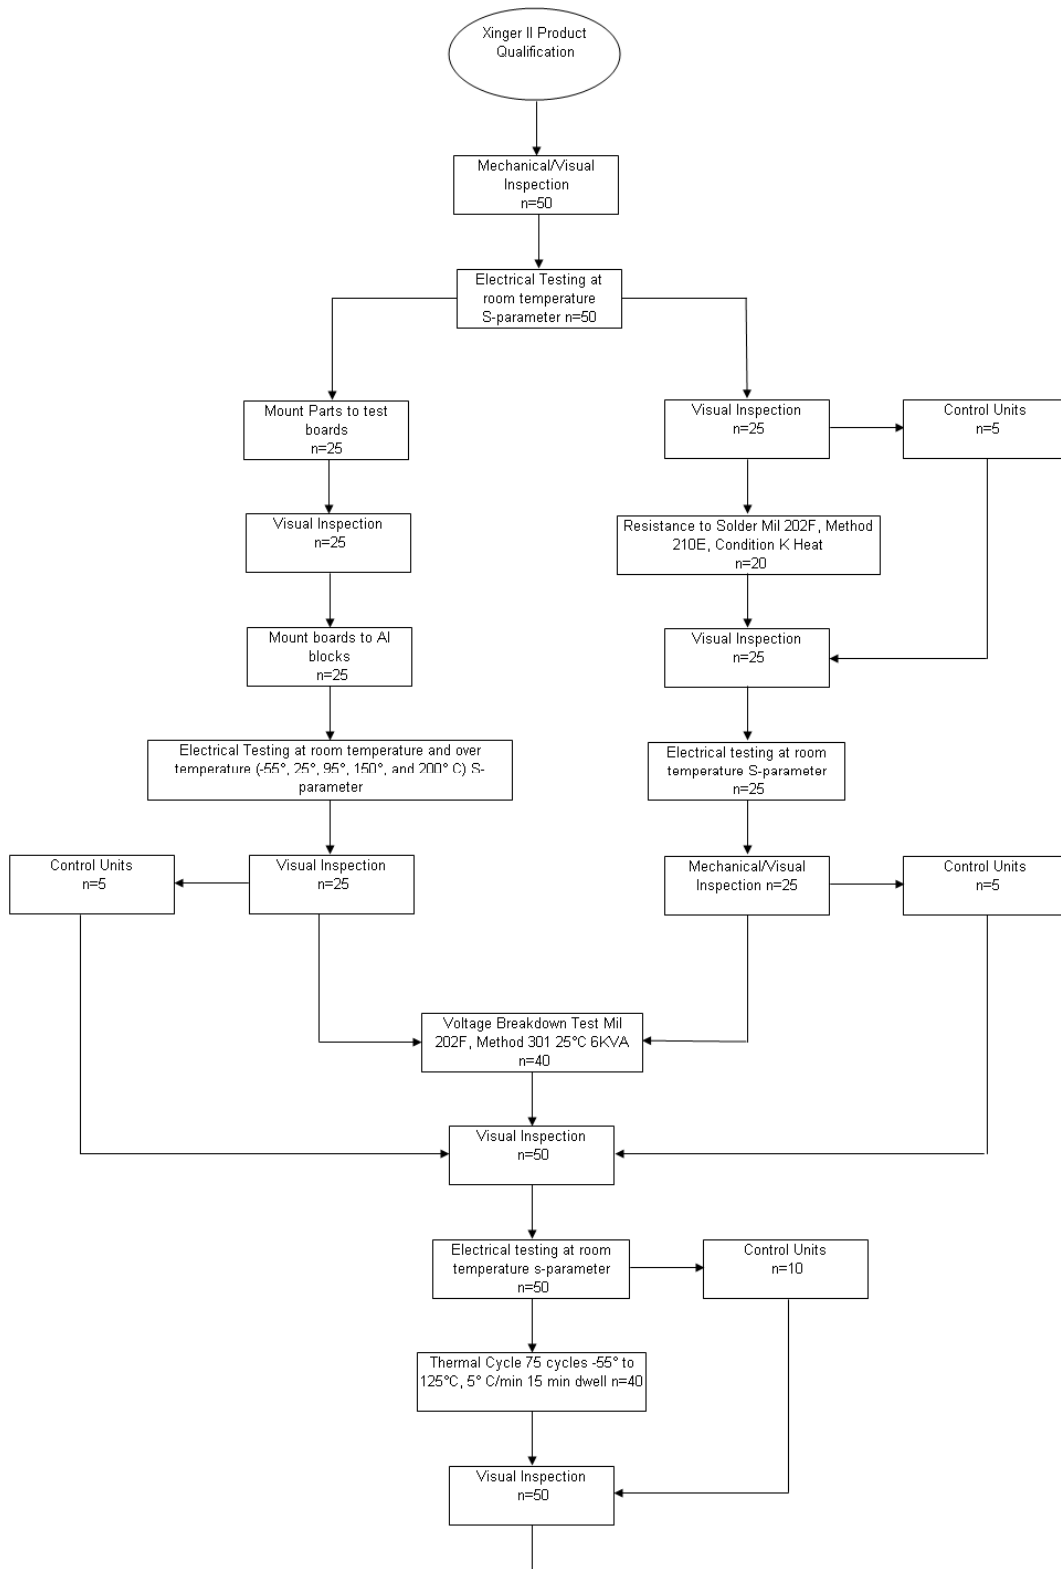 Xinger II Product
Qualification
Mechanical/Visual
Inspection
n=50
Electrical Testing at
room temperature
S-parameter n=50
Mount Parts to test
boards
n=25
Visual Inspection
n=25
Control Units
n=5
Visual Inspection
n=25
Resistance to Solder Mil 202F, Method
210E, Condition K Heat
n=20
Mount boards to Al
blocks
n=25
Visual Inspection
n=25
Electrical Testing at room temperature and over
temperature (-55°, 25°, 95°, 150°, and 200° C) S-
parameter
Electrical testing at room
temperature S-parameter
n=25
Control Units
n=5
Visual Inspection
n=25
Mechanical/Visual
Inspection n=25
Control Units
n=5
Voltage Breakdown Test Mil
202F, Method 301 25°C 6KVA
n=40
Visual Inspection
n=50
Electrical testing at room
temperature s-parameter
n=50
Control Units
n=10
Thermal Cycle 75 cycles -55° to
125°C, 5° C/min 15 min dwell n=40
Visual Inspection
n=50